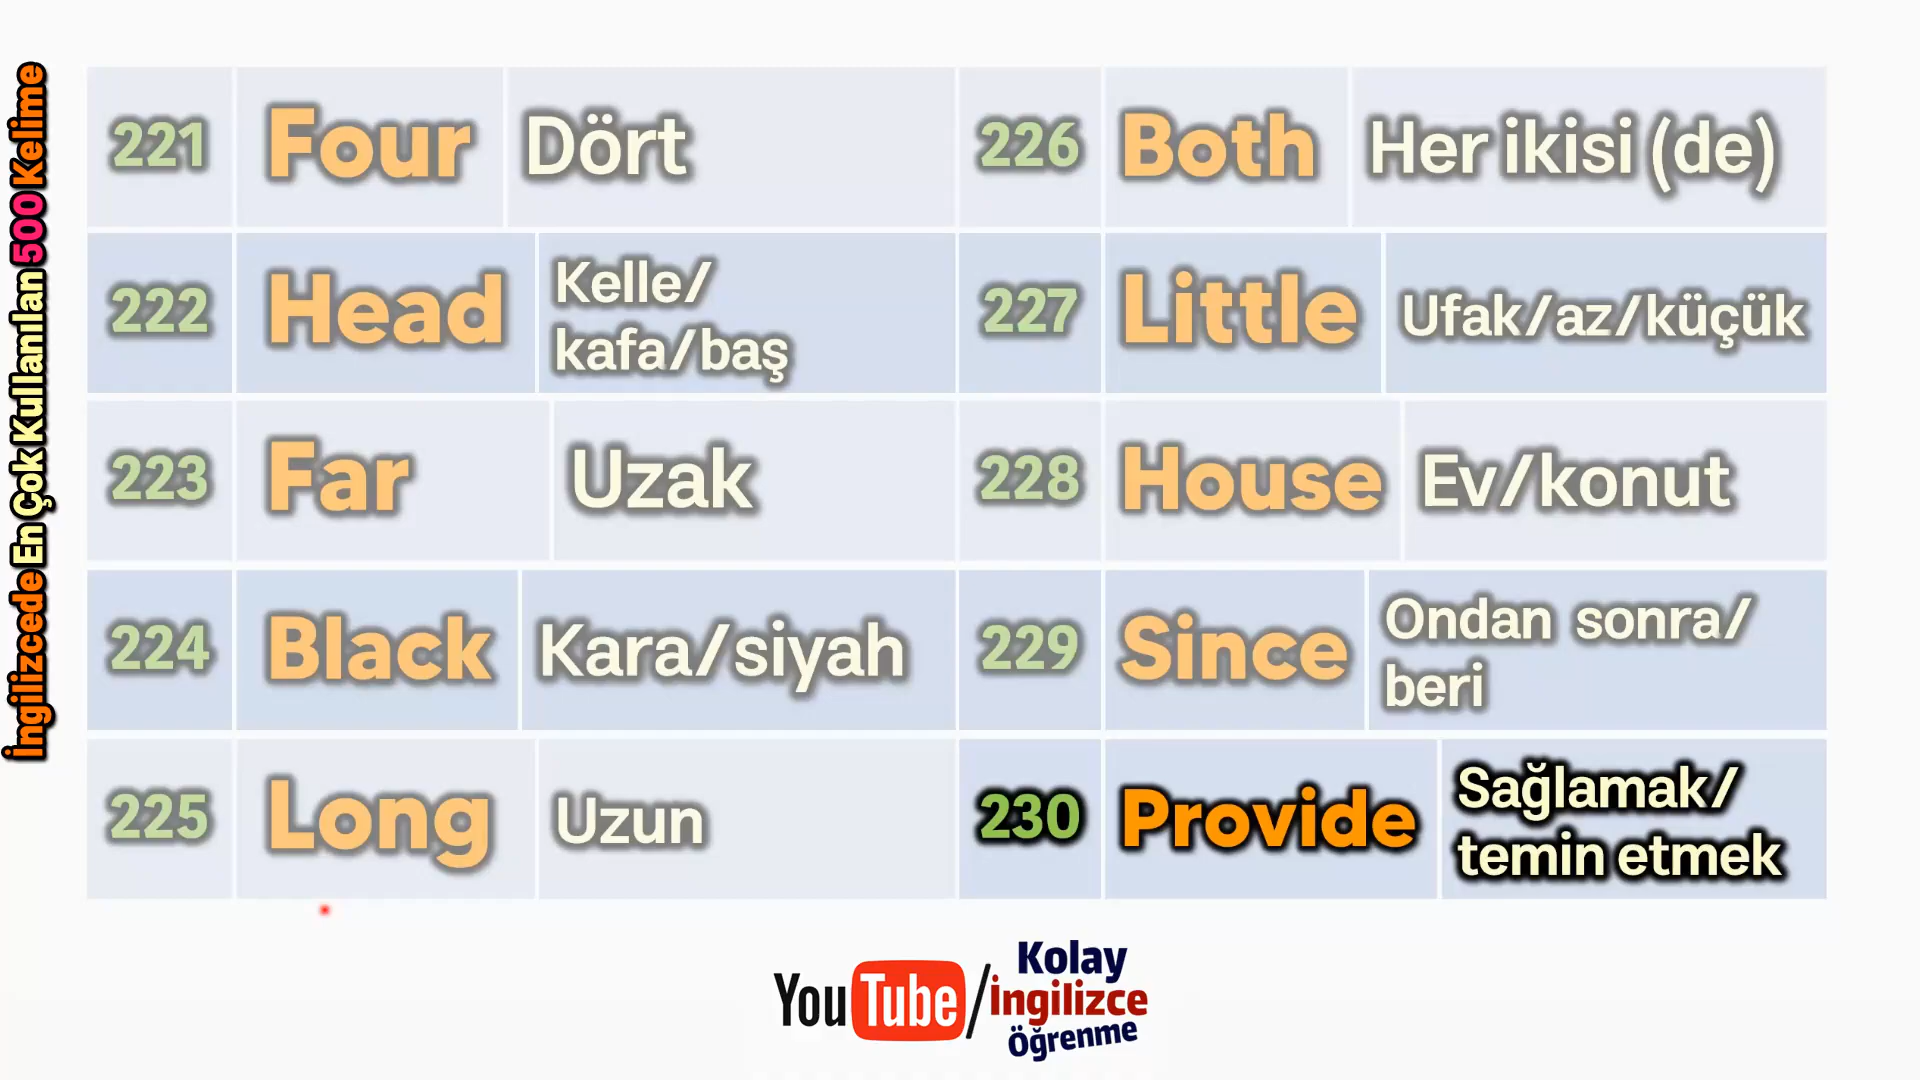 İngilizcede En Çok Kullanılan 500 Kelime
221 Four Dört
222 Head Kelle/
kafa/baş
223 Far Uzak
224 Black Kara/siyah
225 Long Uzun
226 Both Her ikisi (de)
227 Little Ufak/az/küçük
228 House Ev/konut
229 Since Ondan sonra/
beri
230 Provide Sağlamak/
temin etmek
YouTube/Kolay
İngilizce
Öğrenme